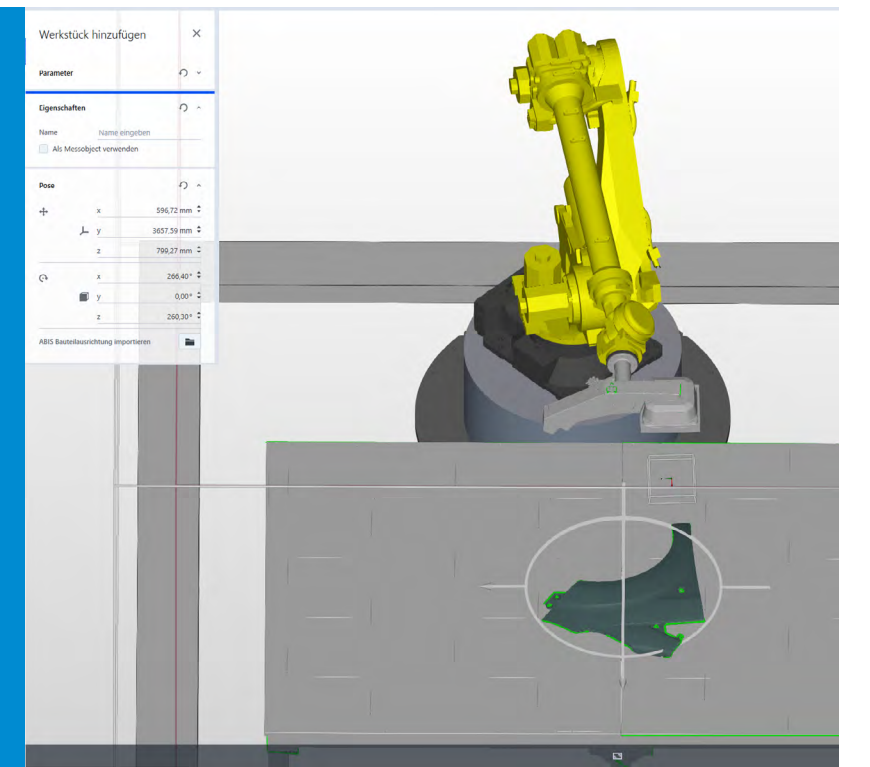 Werkstück hinzufügen
Parameter
Eigenschaften
Name Name eingeben
Als Messobject verwenden
Pose
x 596,72 mm
y 3657,59 mm
z 799,27 mm
x 266,40°
y 0,00°
z 260,30°
ABIS Bauteilausrichtung importieren